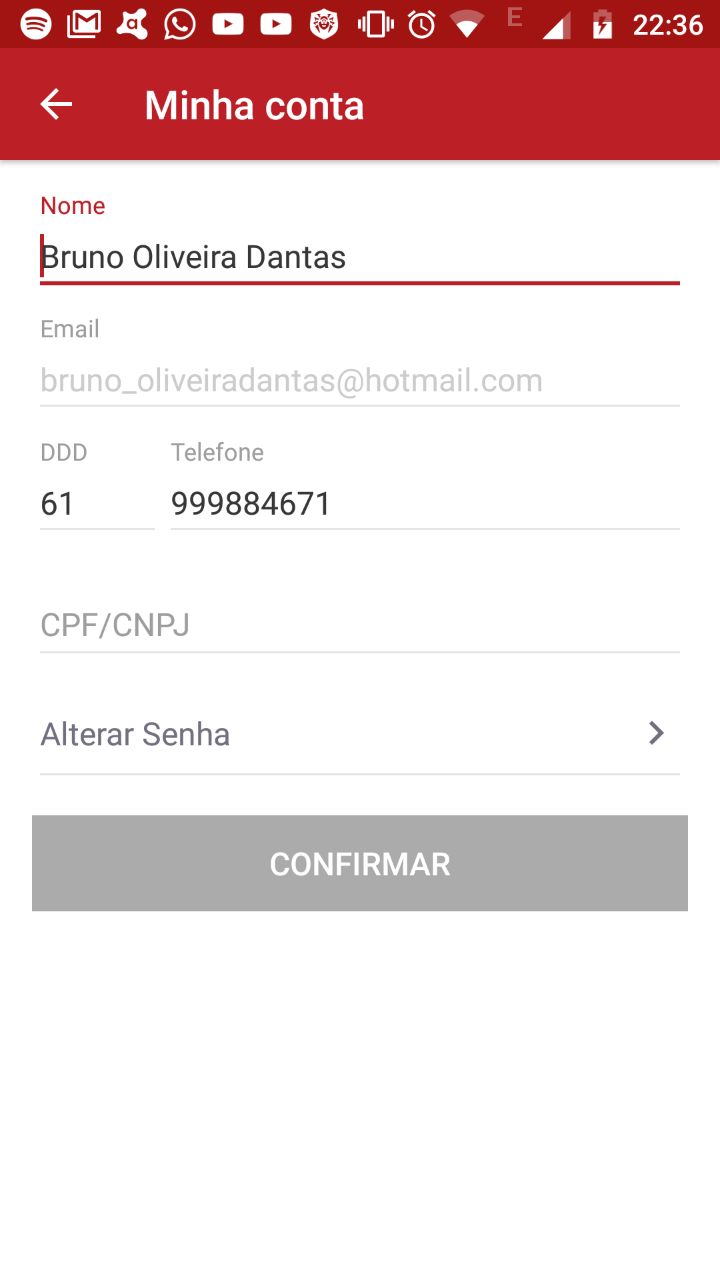 E 22:36
Minha conta
Nome
Bruno Oliveira Dantas
Email
bruno_oliveiradantas@hotmail.com
DDD Telefone
61 999884671
CPF/CNPJ
Alterar Senha
CONFIRMAR